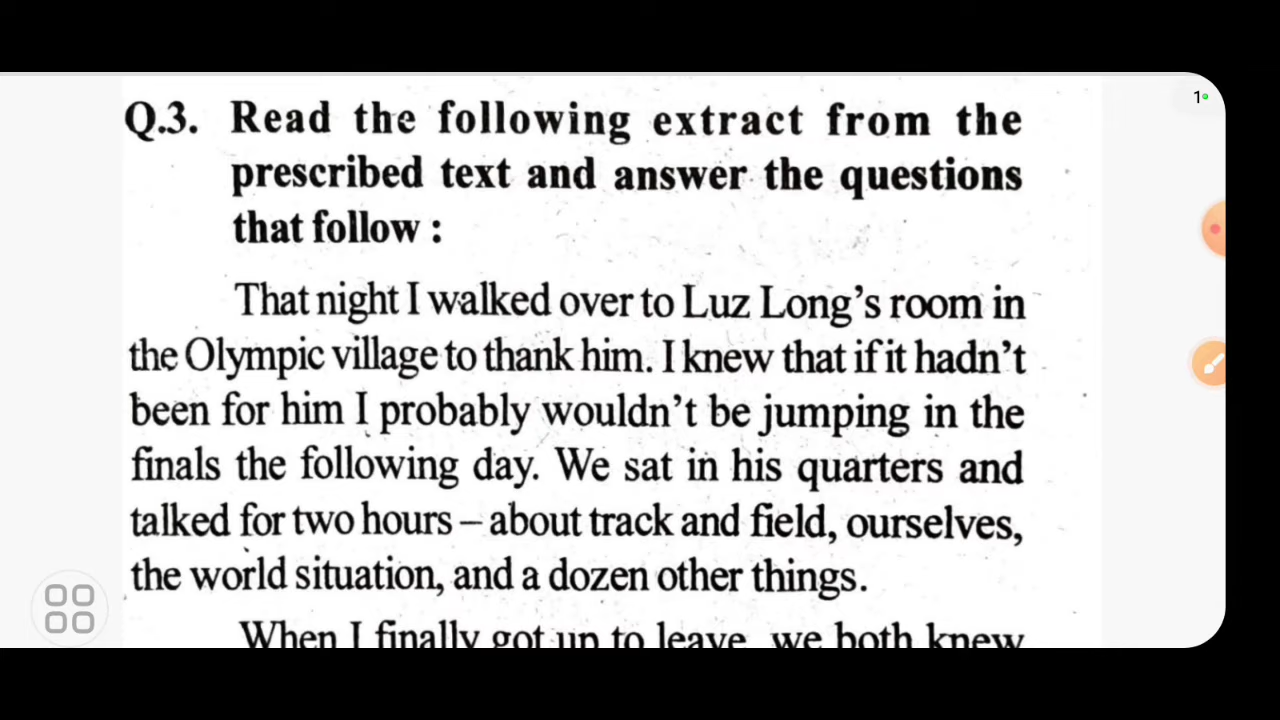 1
Q.3. Read the following extract from the
prescribed text and answer the questions
that follow :
That night I walked over to Luz Long's room in
the Olympic village to thank him. I knew that if it hadn't
been for him I probably wouldn't be jumping in the
finals the following day. We sat in his quarters and
talked for two hours – about track and field, ourselves,
the world situation, and a dozen other things.
When I finally got up to leave, we both knew